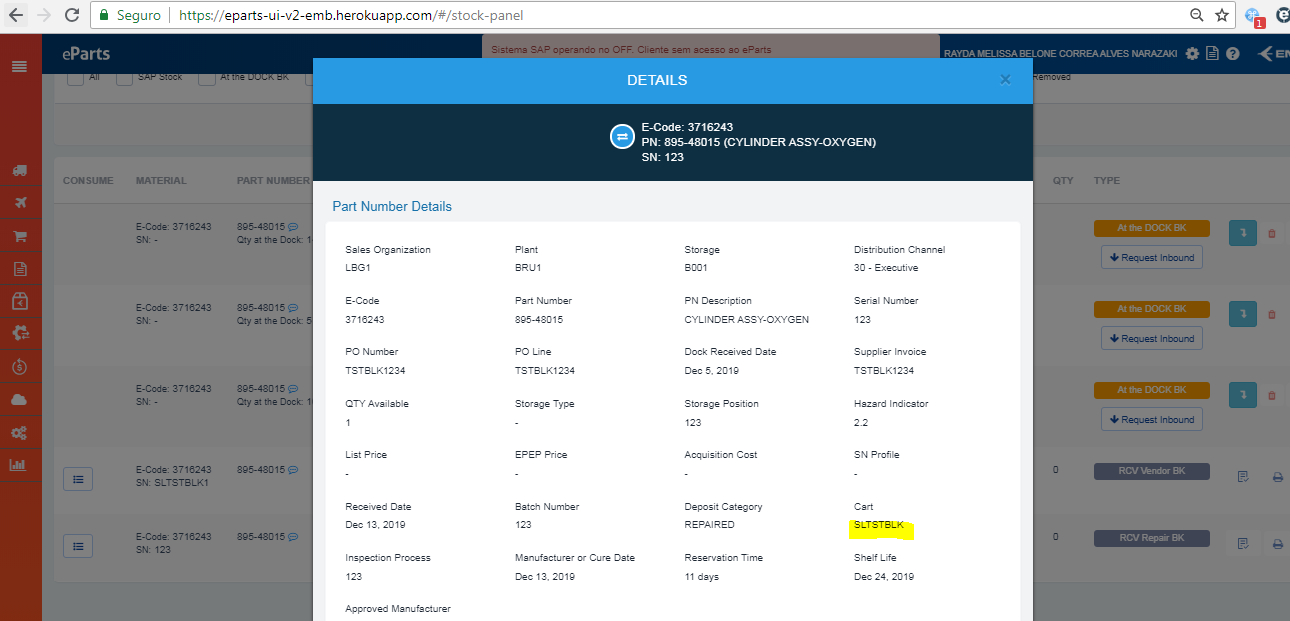 Seguro https://eparts-ui-v2-emb.herokuapp.com/#/stock-panel
1
eParts
Sistema SAP operando no OFF. Cliente sem acesso ao eParts
RAYDA MELISSA BELONE CORREA ALVES NARAZAKI
All SAP Stock At the DOCK BK Removed
DETAILS
E-Code: 3716243
PN: 895-48015 (CYLINDER ASSY-OXYGEN)
SN: 123
CONSUME MATERIAL PART NUMBER QTY TYPE
Part Number Details
E-Code: 3716243 895-48015
SN: - Qty at the Dock:
At the DOCK BK
Request Inbound
E-Code: 3716243 895-48015
SN: - Qty at the Dock:
At the DOCK BK
Request Inbound
E-Code: 3716243 895-48015
SN: - Qty at the Dock:
At the DOCK BK
Request Inbound
E-Code: 3716243 895-48015 0 RCV Vendor BK
SN: SLTSTBLK1
E-Code: 3716243 895-48015 0 RCV Repair BK
SN: 123
Sales Organization Plant Storage Distribution Channel
LBG1 BRU1 B001 30 - Executive
E-Code Part Number PN Description Serial Number
3716243 895-48015 CYLINDER ASSY-OXYGEN 123
PO Number PO Line Dock Received Date Supplier Invoice
TSTBLK1234 TSTBLK1234 Dec 5, 2019 TSTBLK1234
QTY Available Storage Type Storage Position Hazard Indicator
1 - 123 2.2
List Price EPEP Price Acquisition Cost SN Profile
- - - -
Received Date Batch Number Deposit Category Cart
Dec 13, 2019 123 REPAIRED SLTSTBLK
Inspection Process Manufacturer or Cure Date Reservation Time Shelf Life
123 Dec 13, 2019 11 days Dec 24, 2019
Approved Manufacturer